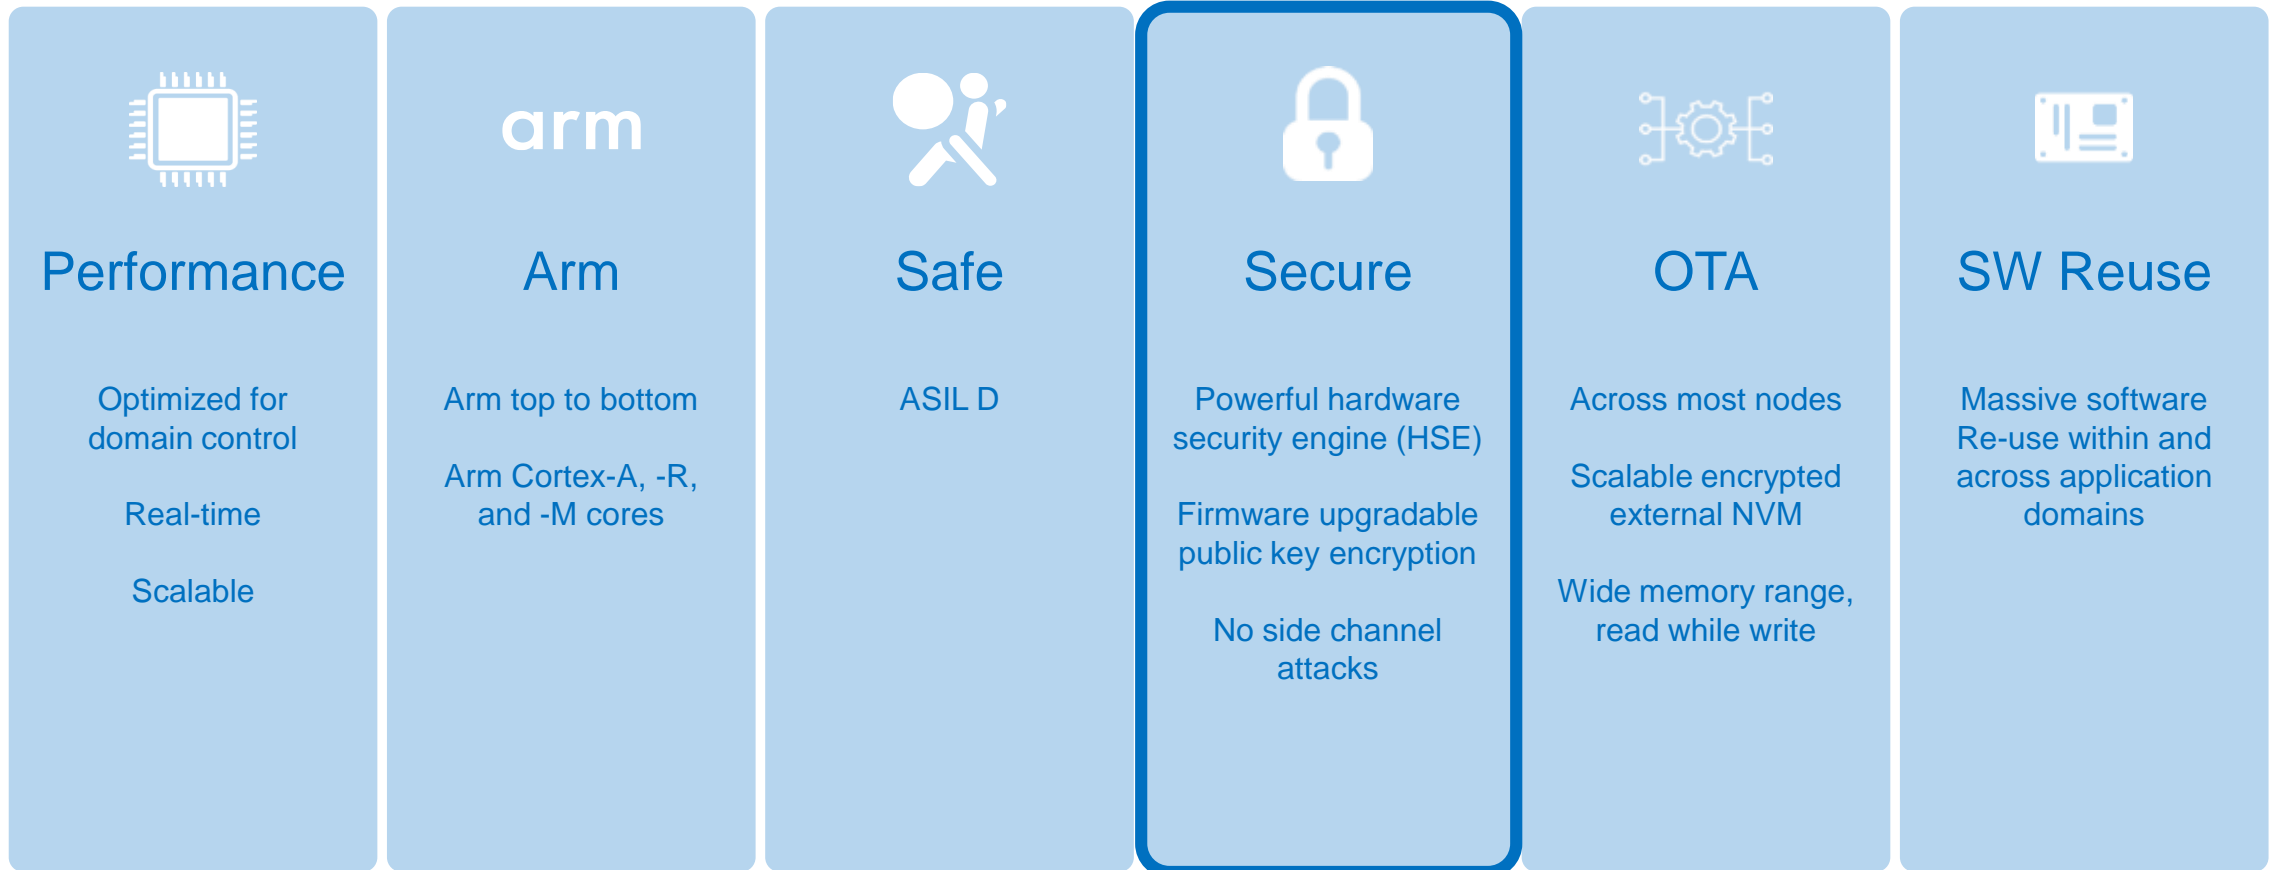 Performance
Optimized for
domain control
Real-time
Scalable
arm
Arm
Arm top to bottom
Arm Cortex-A, -R,
and -M cores
Safe
ASIL D
Secure
Powerful hardware
security engine (HSE)
Firmware upgradable
public key encryption
No side channel
attacks
OTA
Across most nodes
Scalable encrypted
external NVM
Wide memory range,
read while write
SW Reuse
Massive software
Re-use within and
across application
domains